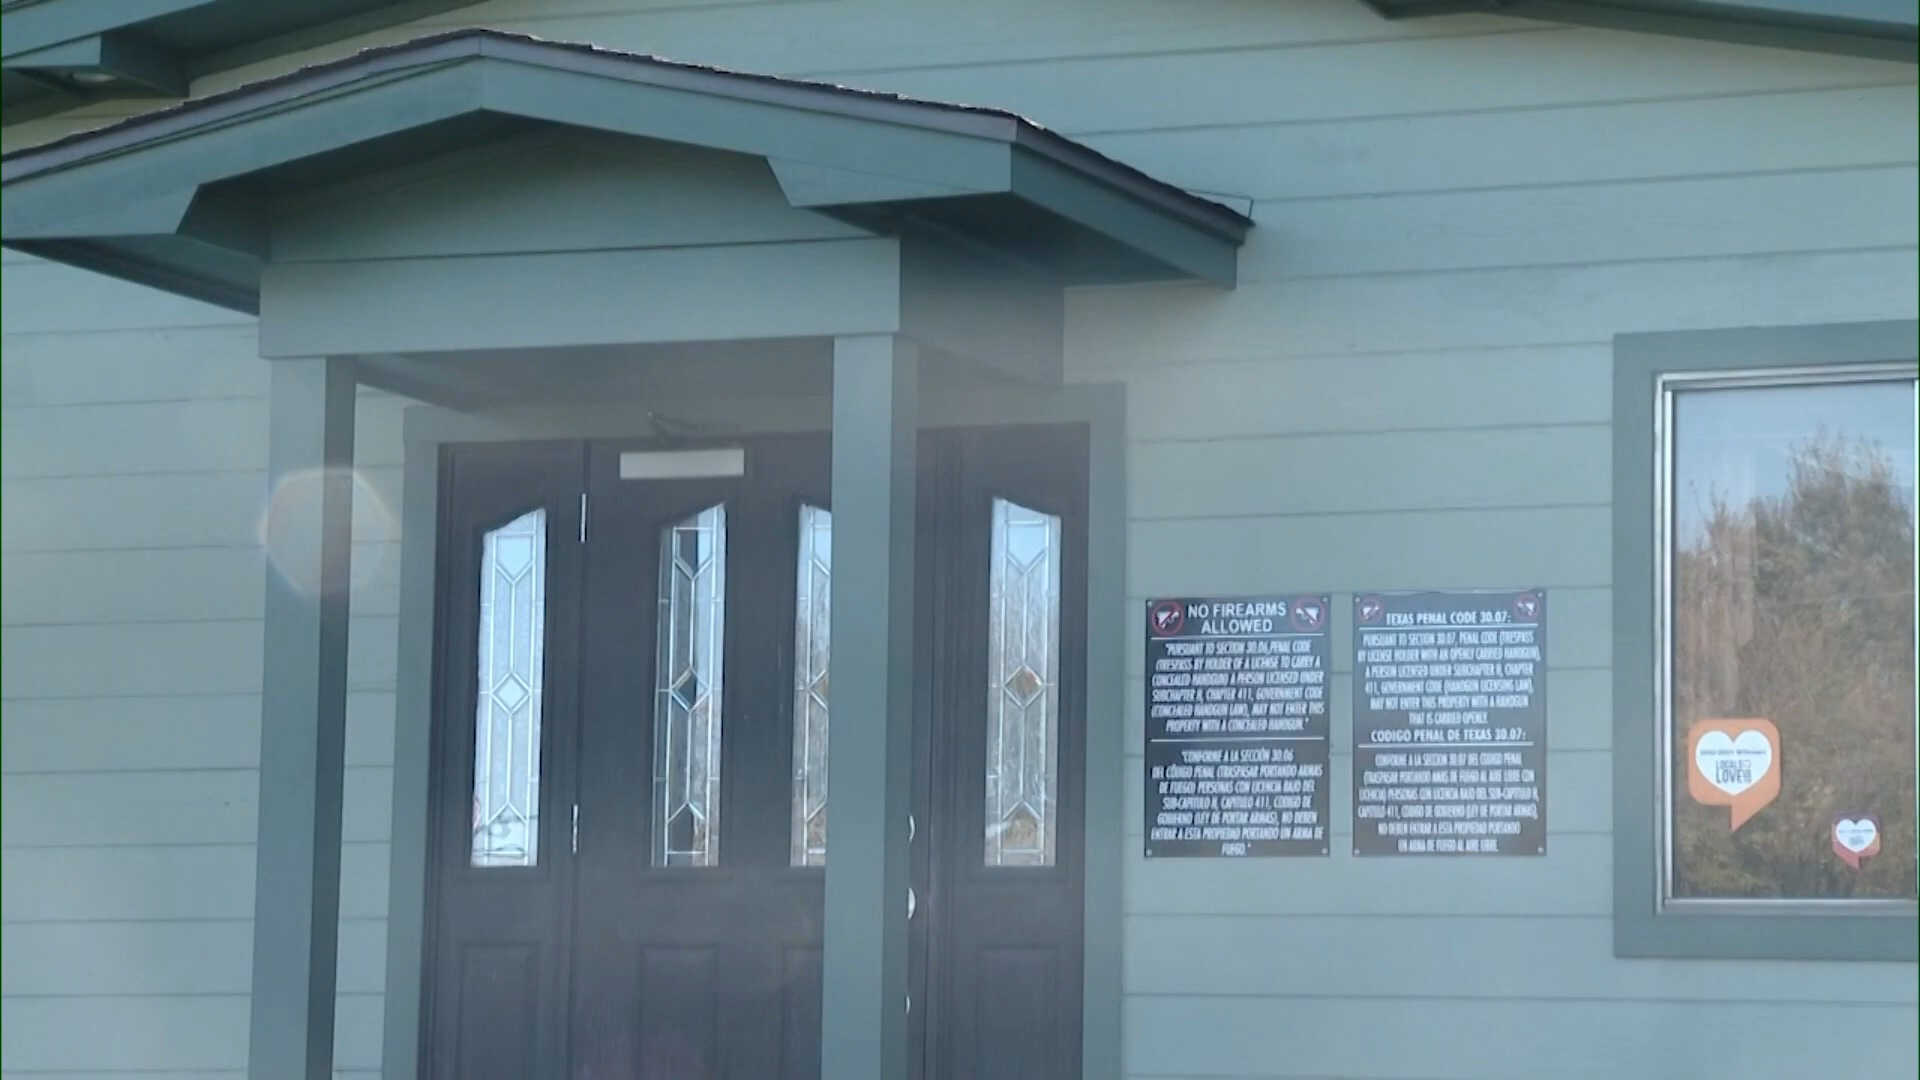 NO FIREARMS
ALLOWED
"PURSUANT TO SECTION 30.06, PENAL CODE
(TRESPASS BY HOLDER OF A LICENSE TO CARRY A
CONCEALED HANDGUN) A PERSON LICENSED UNDER
SUBCHAPTER H, CHAPTER 411, GOVERNMENT CODE
(CONCEALED HANDGUN LAW), MAY NOT ENTER THIS
PROPERTY WITH A CONCEALED HANDGUN."
"CONFORME A LA SECCIÓN 30.06
DEL CÓDIGO PENAL (TRASPASAR PORTANDO ARMAS
DE FUEGO) PERSONAS CON LICENCIA BAJO DEL
SUB-CAPITULO H, CAPITULO 411, CODIGO DE
GOBIERNO (LEY DE PORTAR ARMAS), NO DEBEN
ENTRAR A ESTA PROPIEDAD PORTANDO UN ARMA DE
FUEGO."
TEXAS PENAL CODE 30.07:
PURSUANT TO SECTION 30.07, PENAL CODE (TRESPASS
BY LICENSE HOLDER WITH AN OPENLY CARRIED HANDGUN),
A PERSON LICENSED UNDER SUBCHAPTER H, CHAPTER
411, GOVERNMENT CODE (HANDGUN LICENSING LAW),
MAY NOT ENTER THIS PROPERTY WITH A HANDGUN
THAT IS CARRIED OPENLY.
CODIGO PENAL DE TEXAS 30.07:
CONFORME A LA SECCION 30.07 DEL CODIGO PENAL
(TRASPASAR PORTANDO ARMAS DE FUEGO AL AIRE LIBRE CON
LICENCIA) PERSONAS CON LICENCIA BAJO DEL SUB-CAPITULO H,
CAPITULO 411, CODIGO DE GOBIERNO (LEY DE PORTAR ARMAS),
NO DEBEN ENTRAR A ESTA PROPIEDAD PORTANDO
UN ARMA DE FUEGO AL AIRE LIBRE.
LOCALS
LOVE